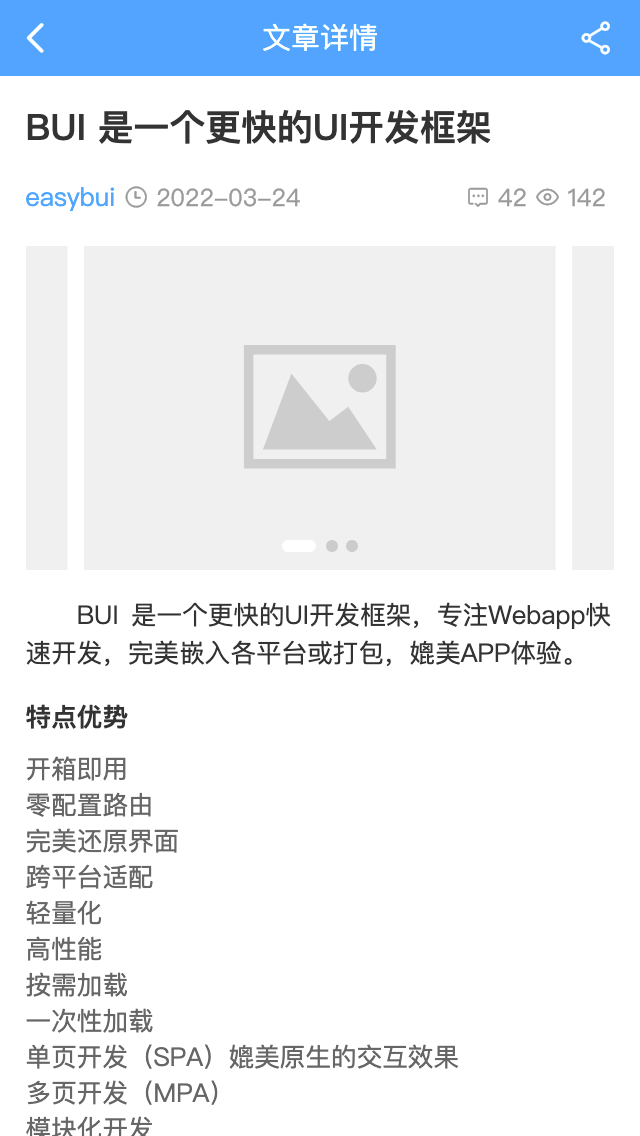 文章详情
BUI 是一个更快的UI开发框架
easybui 2022-03-24 42 142
BUI 是一个更快的UI开发框架，专注Webapp快
速开发，完美嵌入各平台或打包，媲美APP体验。
特点优势
开箱即用
零配置路由
完美还原界面
跨平台适配
轻量化
高性能
按需加载
一次性加载
单页开发（SPA）媲美原生的交互效果
多页开发（MPA）
模块化开发